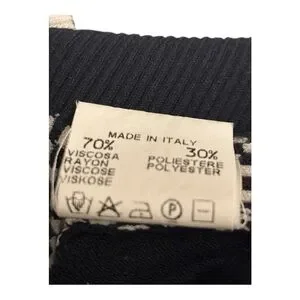 MADE IN ITALY
70% 30%
VISCOSA POLIESTERE
RAYON POLYESTER
VISCOSE
VISKOSE
P